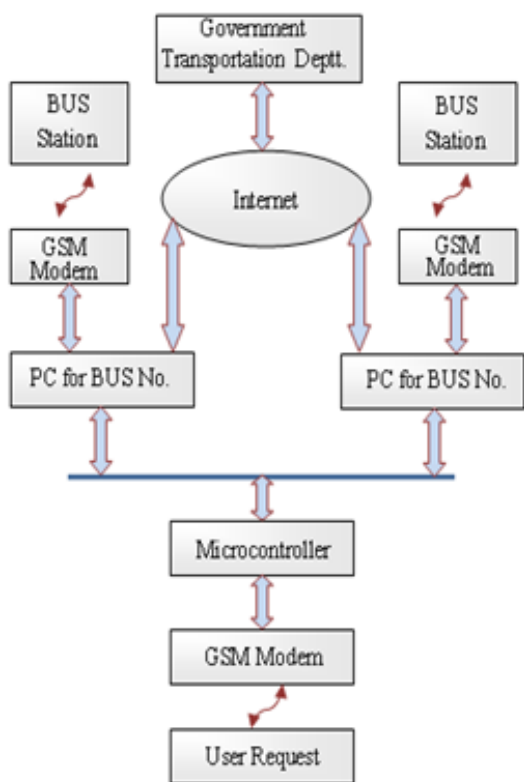 Government
Transportation Deptt.
BUS
Station
BUS
Station
Internet
GSM
Modem
GSM
Modem
PC for BUS No.
PC for BUS No.
Microcontroller
GSM Modem
User Request